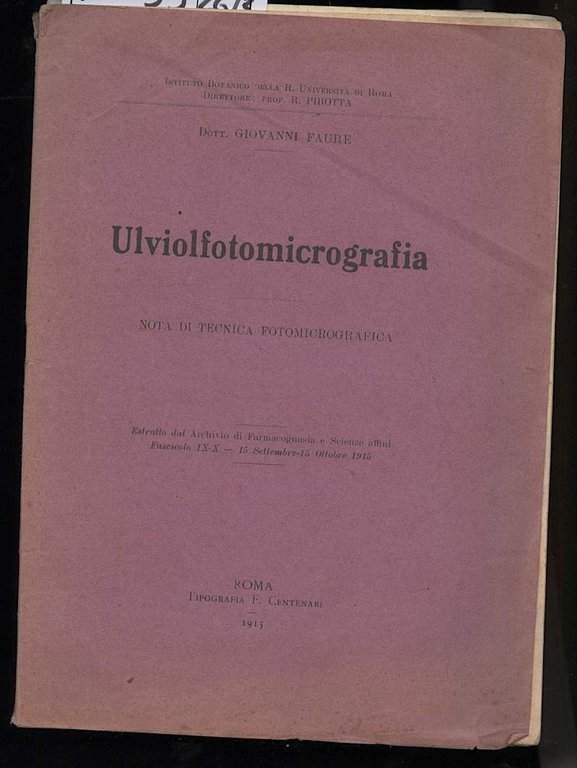 Istituto Botanico della R. Università di Roma
Direttore: prof. R. PIROTTA
Dott. GIOVANNI FAURE
Ulviolfotomicrografia
NOTA DI TECNICA FOTOMICROGRAFICA
Estratto dal Archivio di Farmacognosia e Scienze affini
Fascicolo IX-X — 15 Settembre-15 Ottobre 1915
ROMA
Tipografia F. Centenari
1915